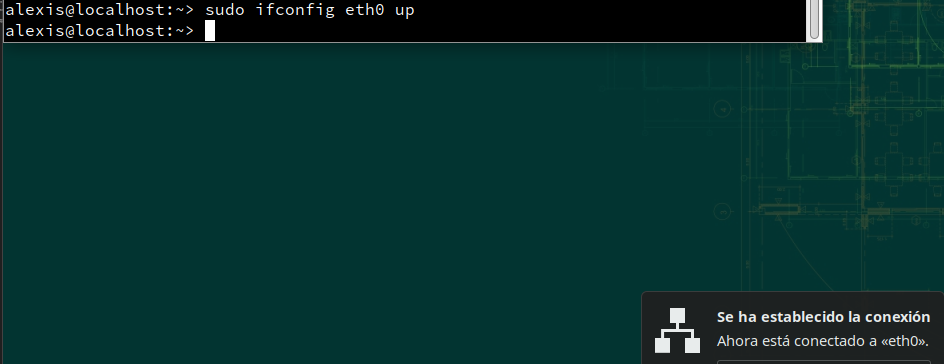 alexis@localhost:~> sudo ifconfig eth0 up
alexis@localhost:~>
Se ha establecido la conexión
Ahora está conectado a «eth0».